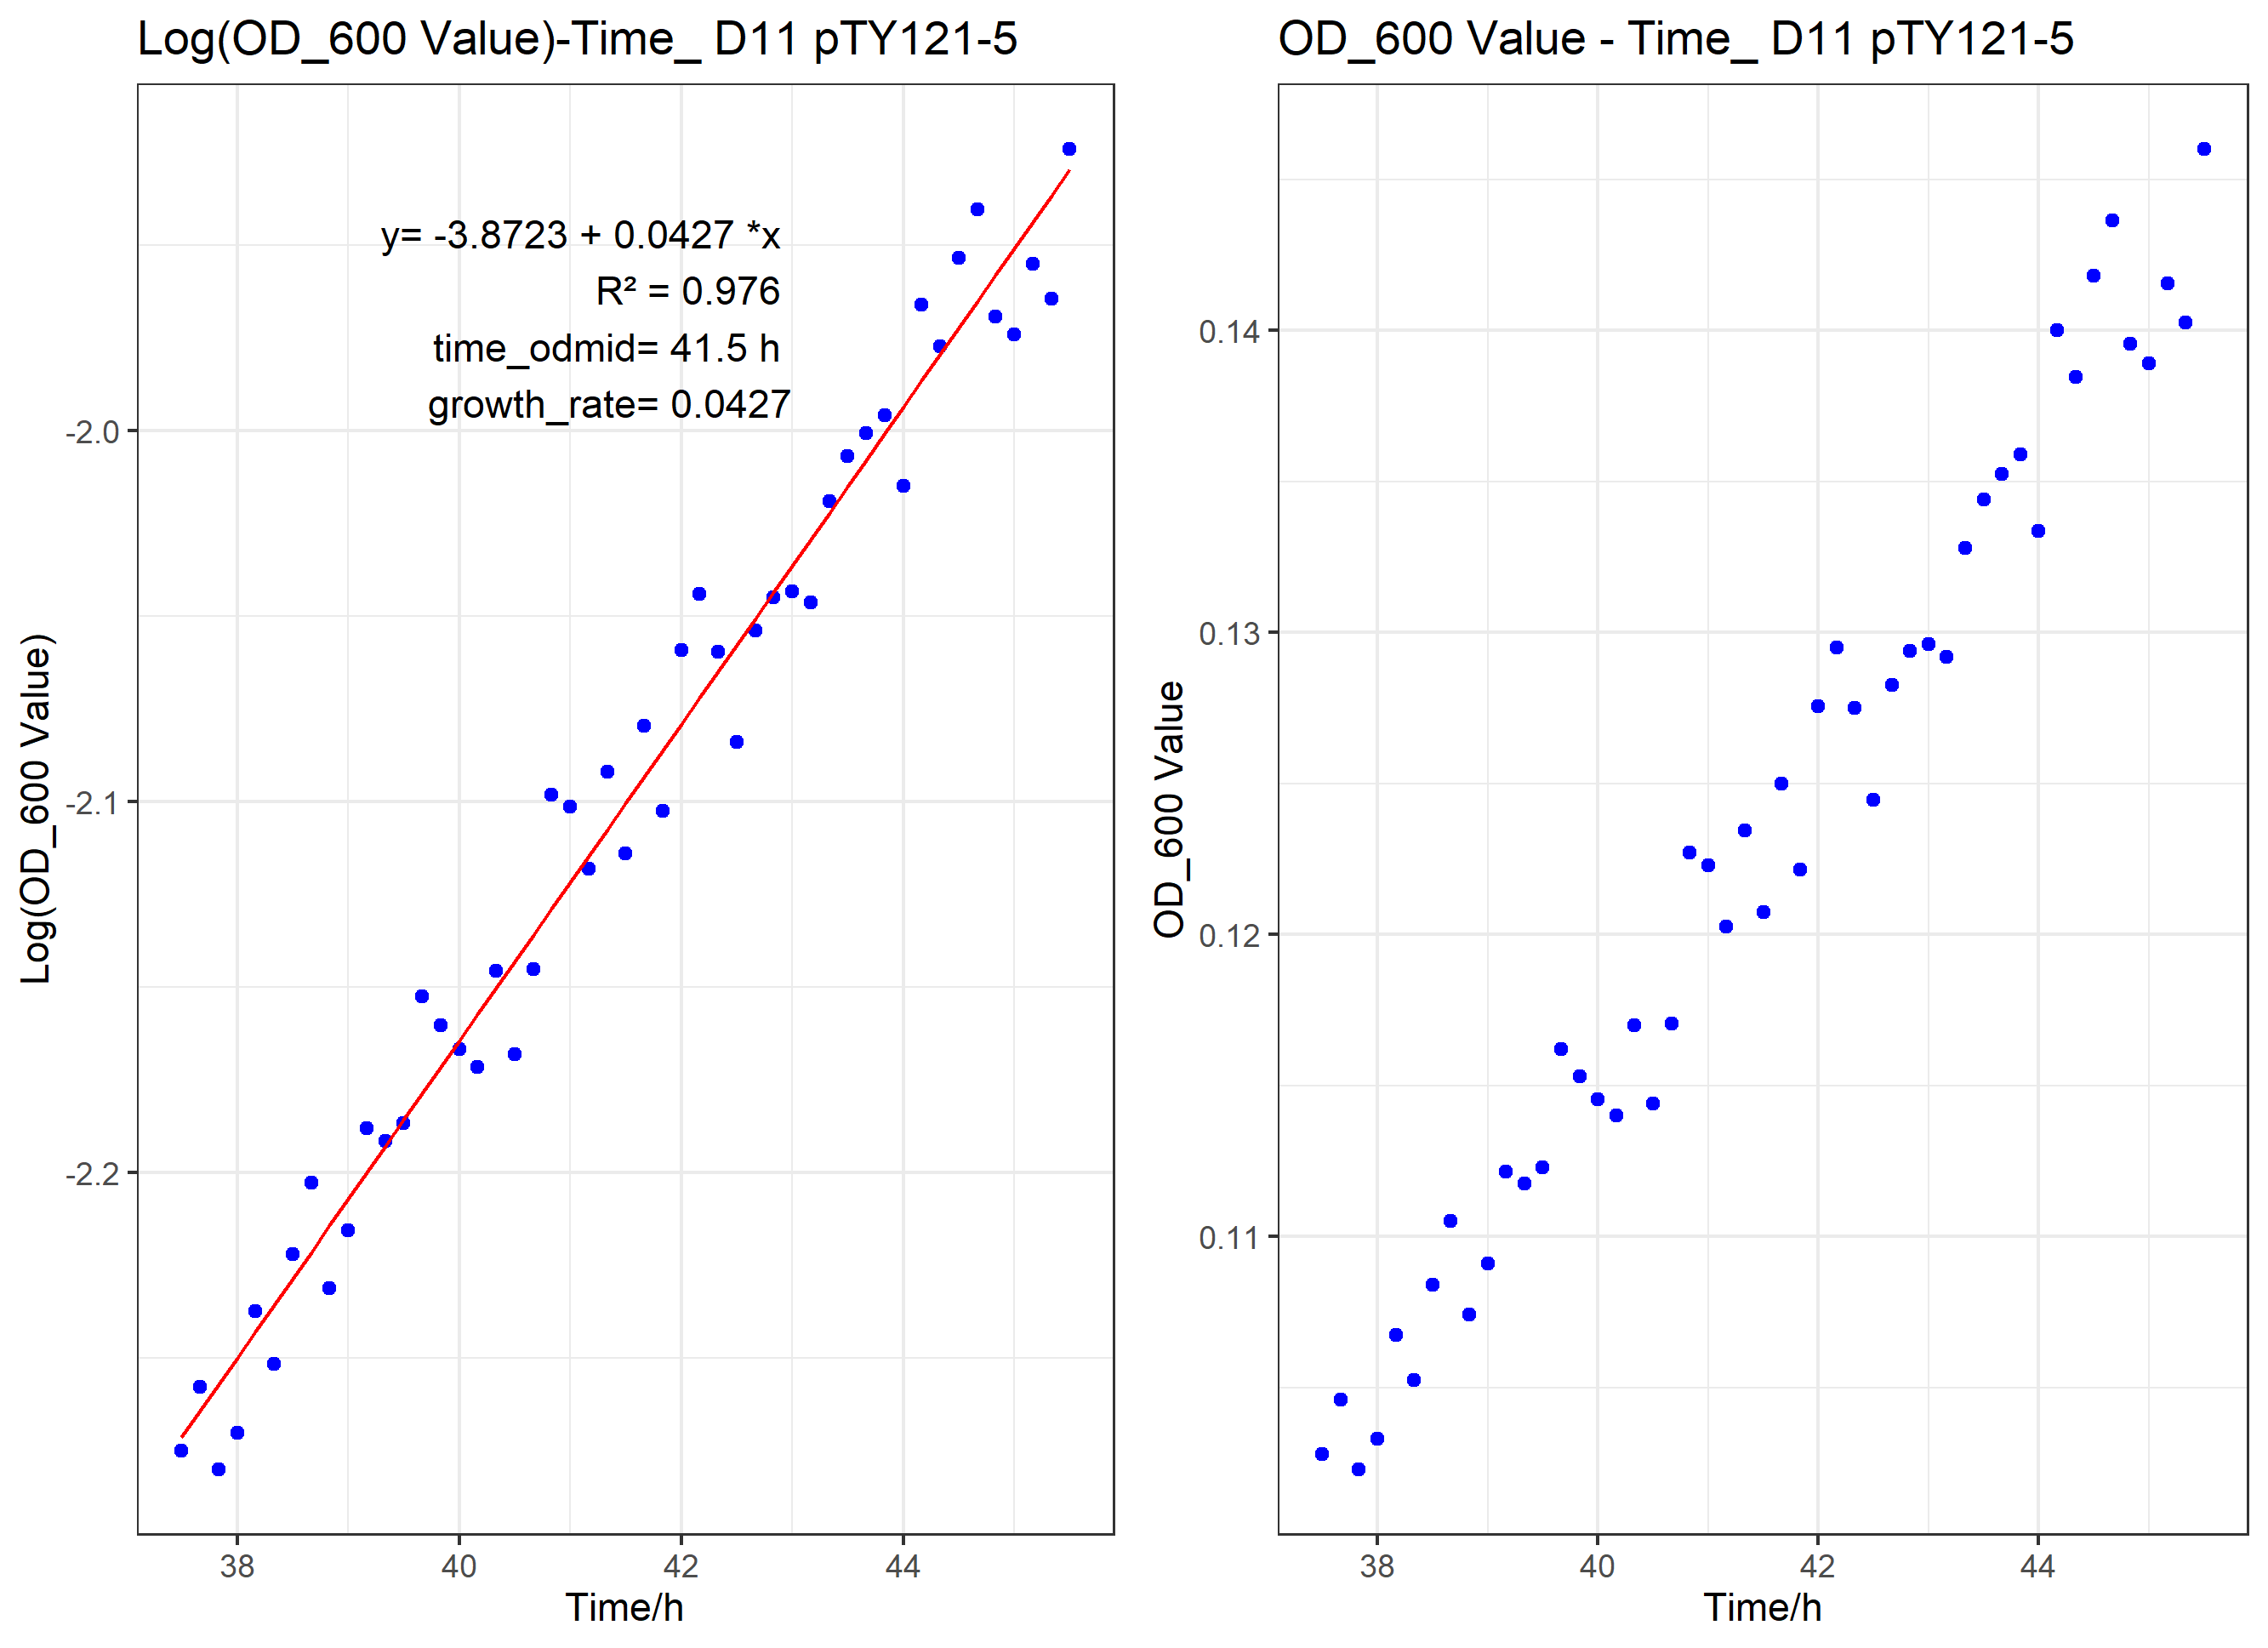 Log(OD_600 Value)-Time_ D11 pTY121-5
y= -3.8723 + 0.0427 *x
R² = 0.976
time_odmid= 41.5 h
growth_rate= 0.0427
-2.0
-2.1
-2.2
Log(OD_600 Value)
38 40 42 44
Time/h
OD_600 Value - Time_ D11 pTY121-5
0.14
0.13
0.12
0.11
OD_600 Value
38 40 42 44
Time/h